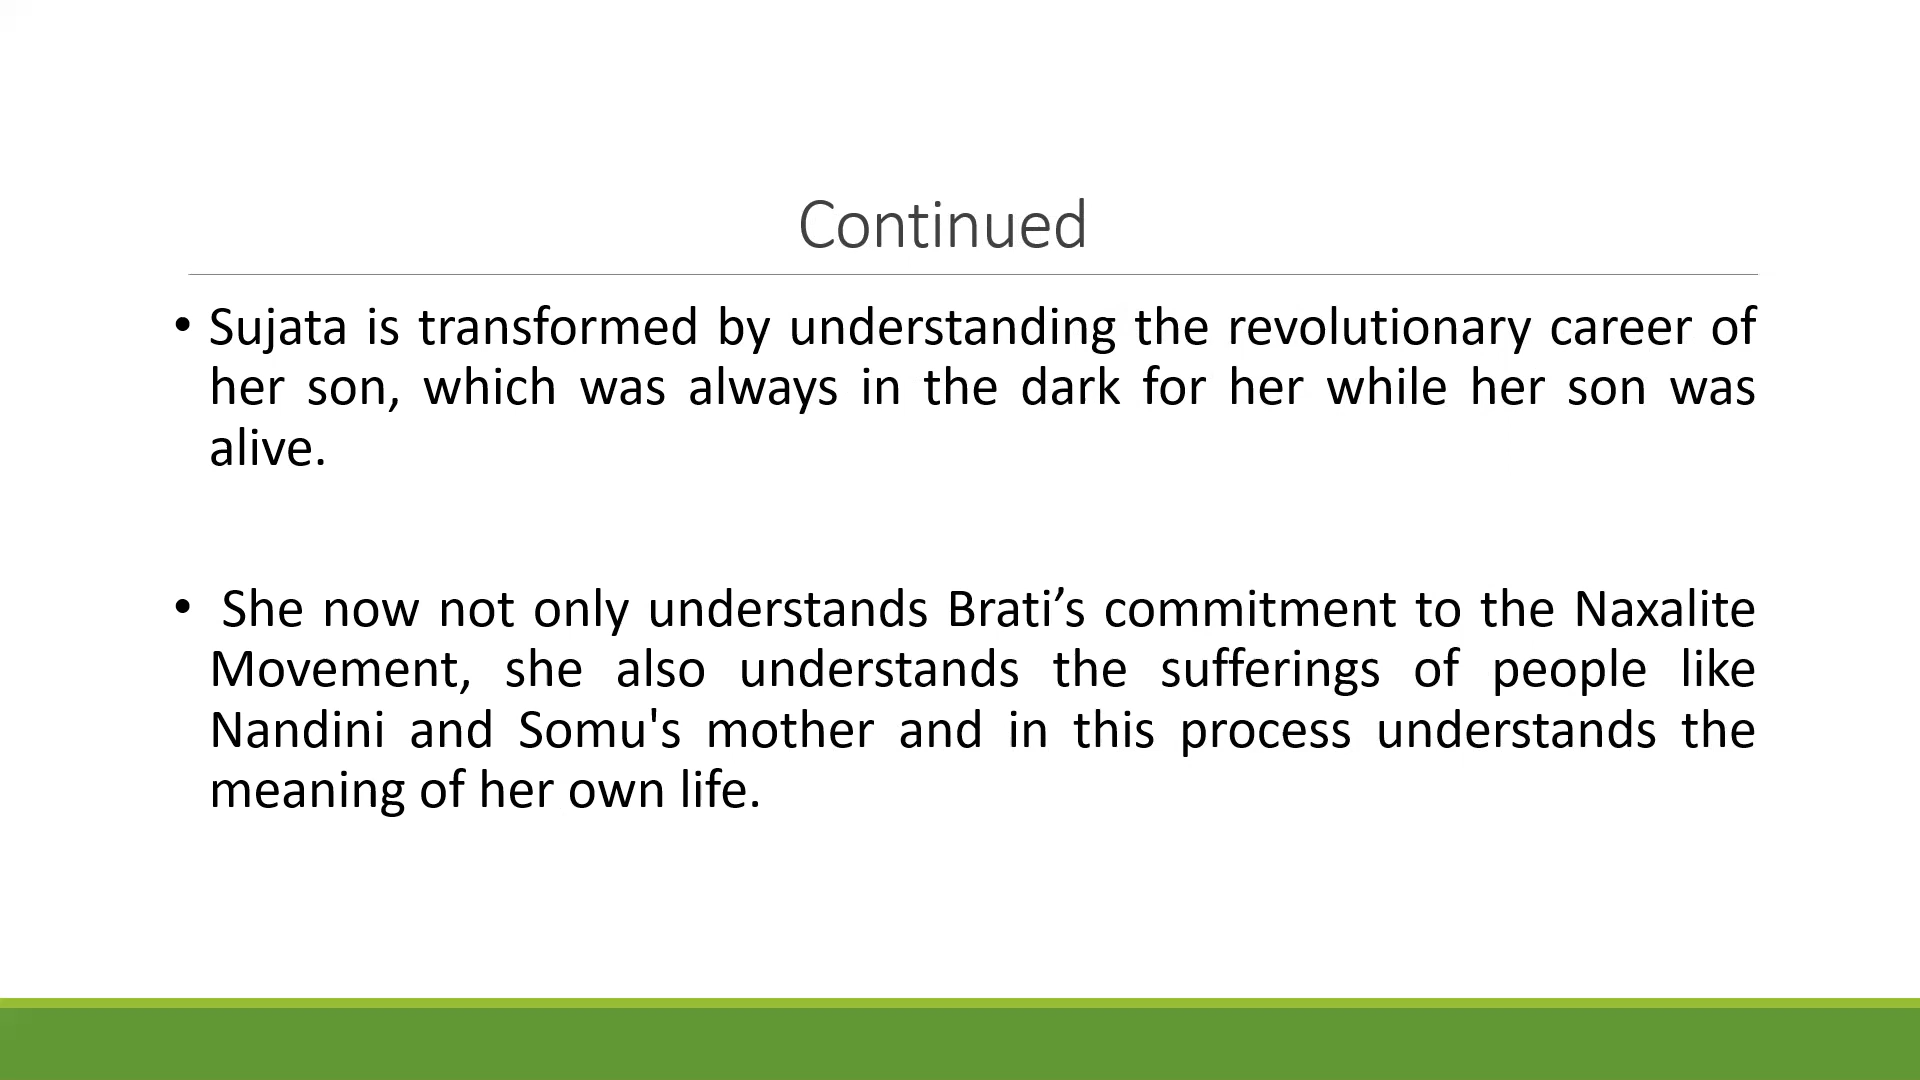 Continued
• Sujata is transformed by understanding the revolutionary career of
her son, which was always in the dark for her while her son was
alive.
• She now not only understands Brati’s commitment to the Naxalite
Movement, she also understands the sufferings of people like
Nandini and Somu's mother and in this process understands the
meaning of her own life.